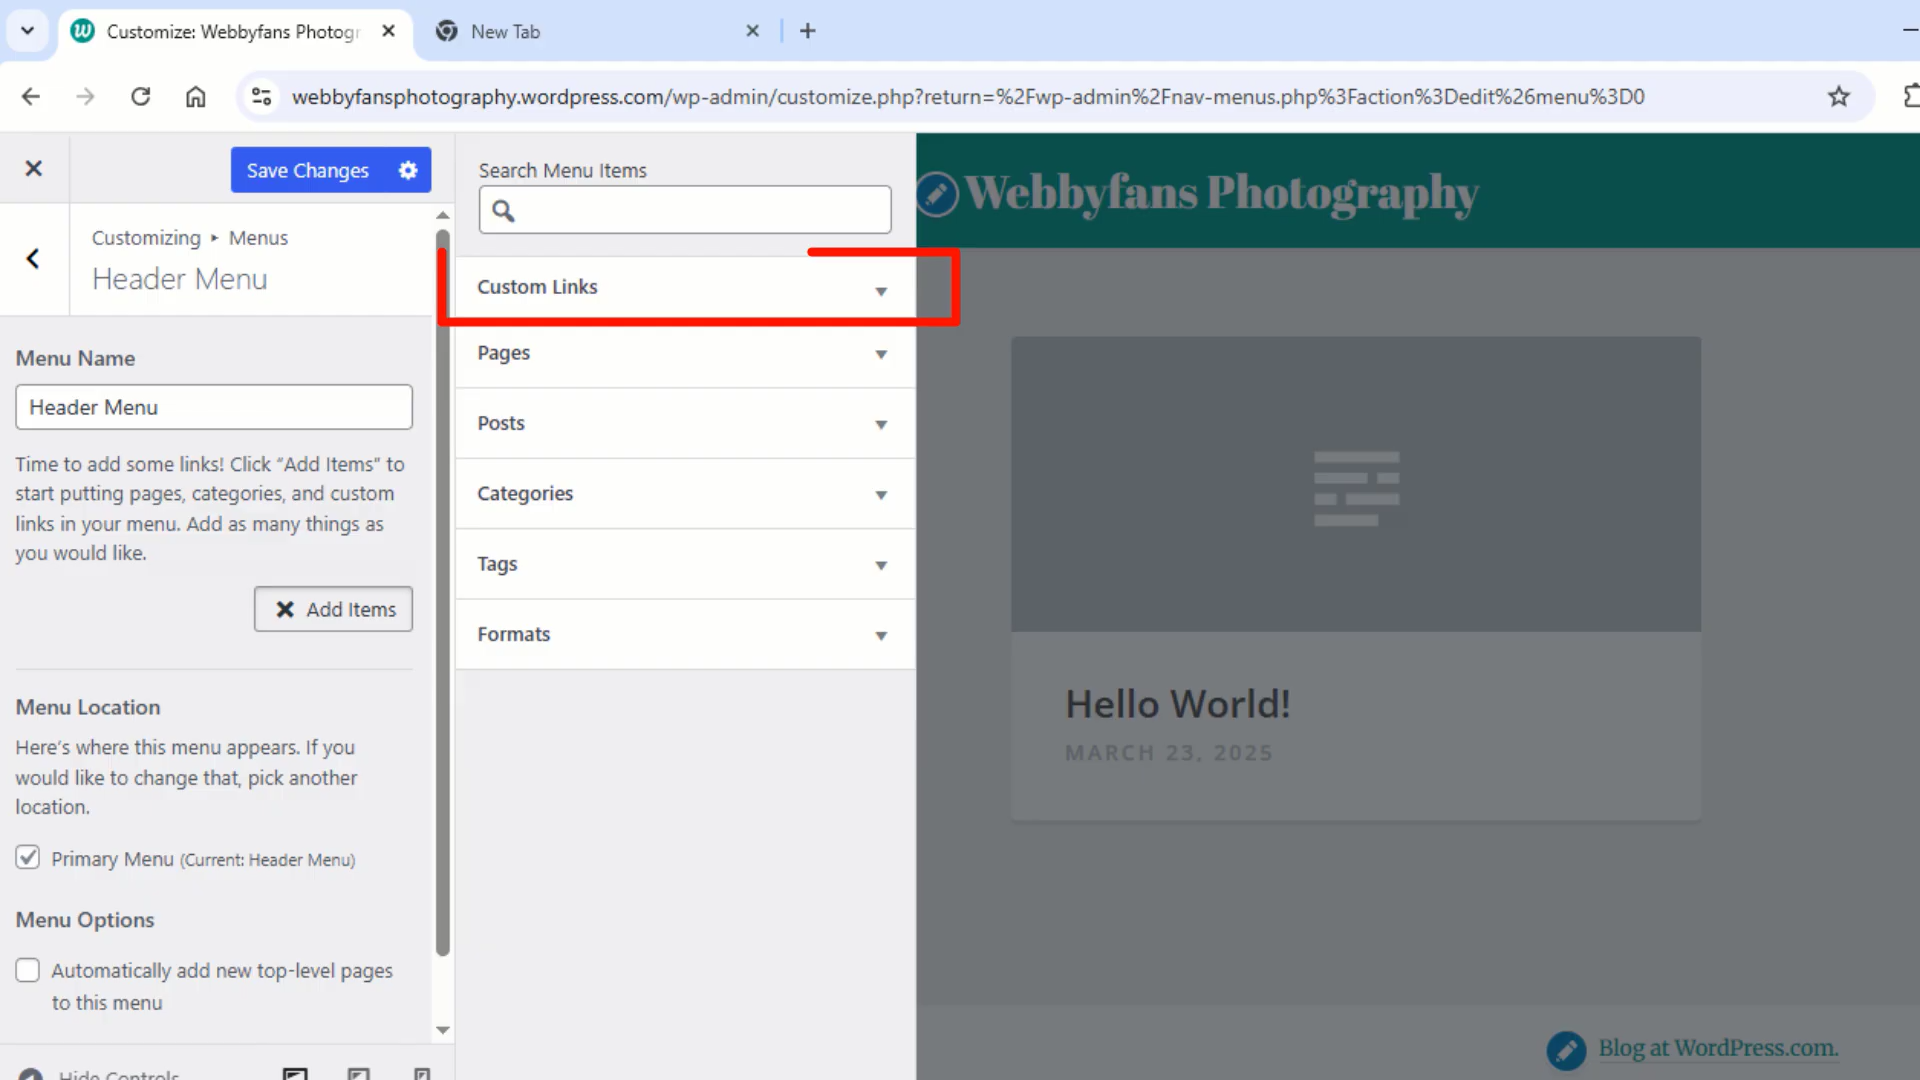 Customize: Webbyfans Photogr
New Tab
webbyfansphotography.wordpress.com/wp-admin/customize.php?return=%2Fwp-admin%2Fnav-menus.php%3Faction%3Dedit%26menu%3D0
Save Changes
Customizing ▸ Menus
Header Menu
Menu Name
Header Menu
Time to add some links! Click “Add Items” to
start putting pages, categories, and custom
links in your menu. Add as many things as
you would like.
Add Items
Menu Location
Here’s where this menu appears. If you
would like to change that, pick another
location.
Primary Menu (Current: Header Menu)
Menu Options
Automatically add new top-level pages
to this menu
Hide Controls
Search Menu Items
Custom Links
Pages
Posts
Categories
Tags
Formats
Webbyfans Photography
Hello World!
MARCH 23, 2025
Blog at WordPress.com.